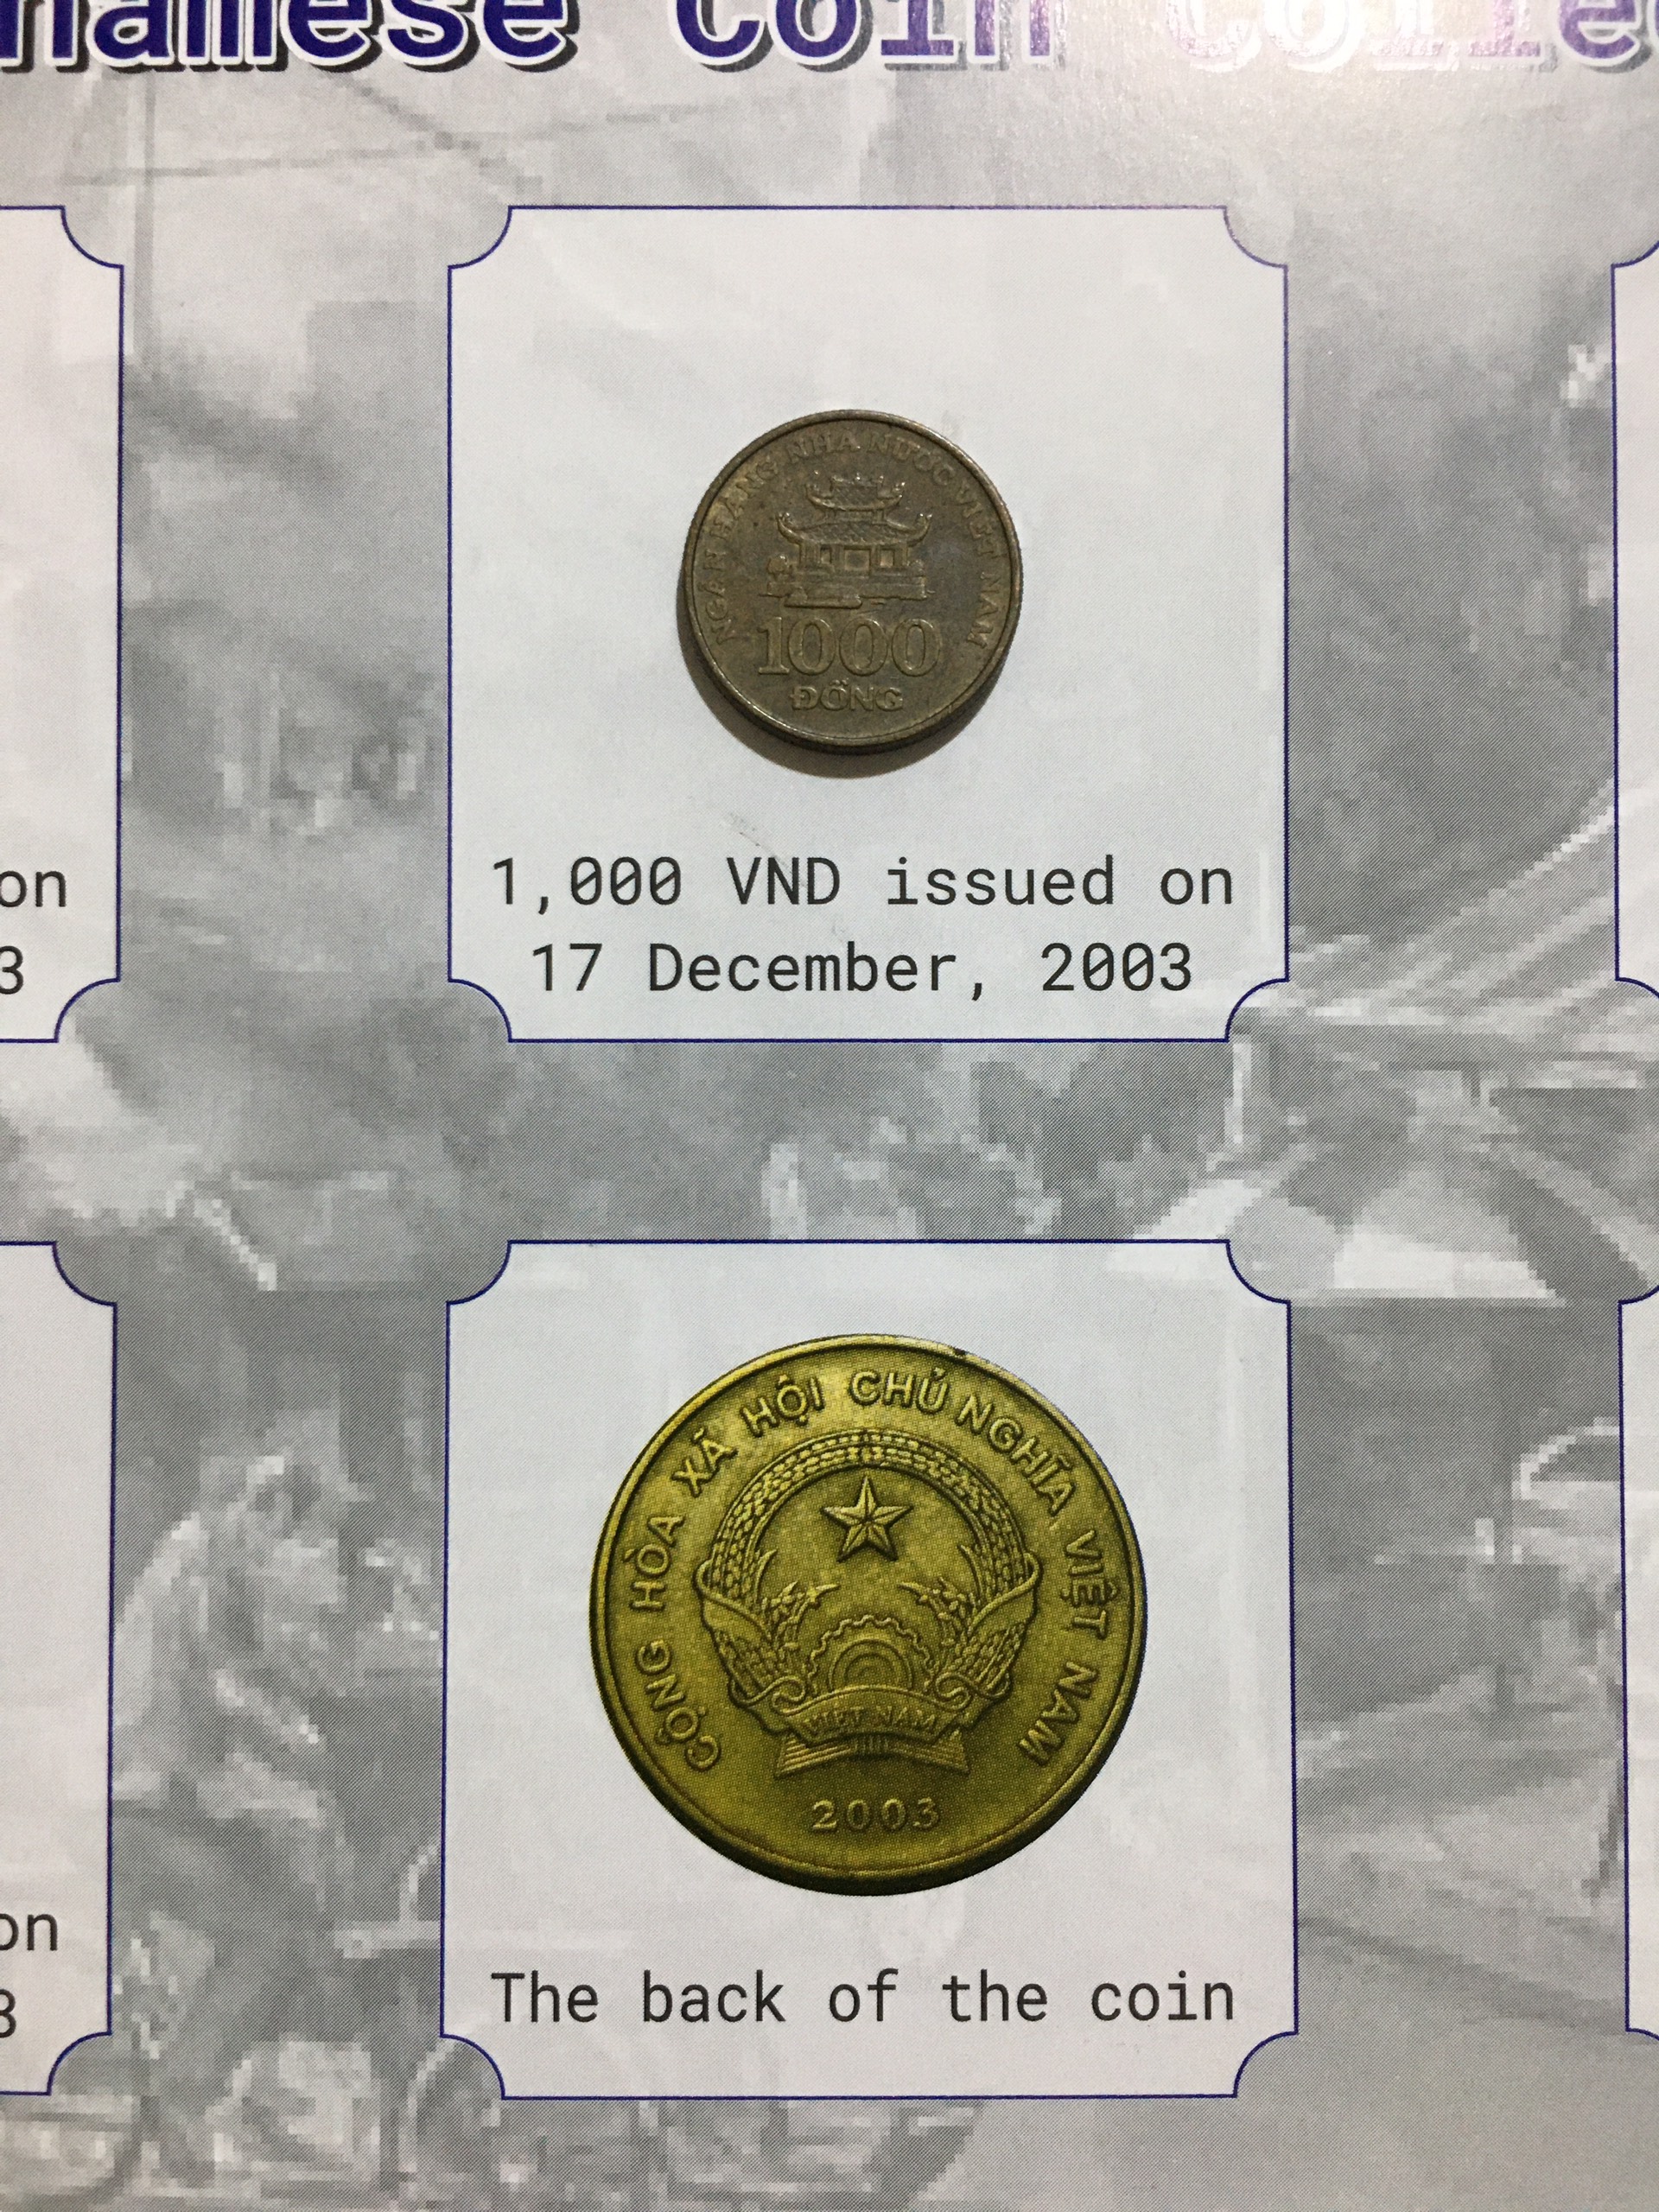 namese Coin Colle
NGÂN HÀNG NHÀ NƯỚC VIỆT NAM
1000
ĐỒNG
on
3
1,000 VND issued on
17 December, 2003
CỘNG HÒA XÃ HỘI CHỦ NGHĨA VIỆT NAM
VIỆT NAM
2003
on
3
The back of the coin